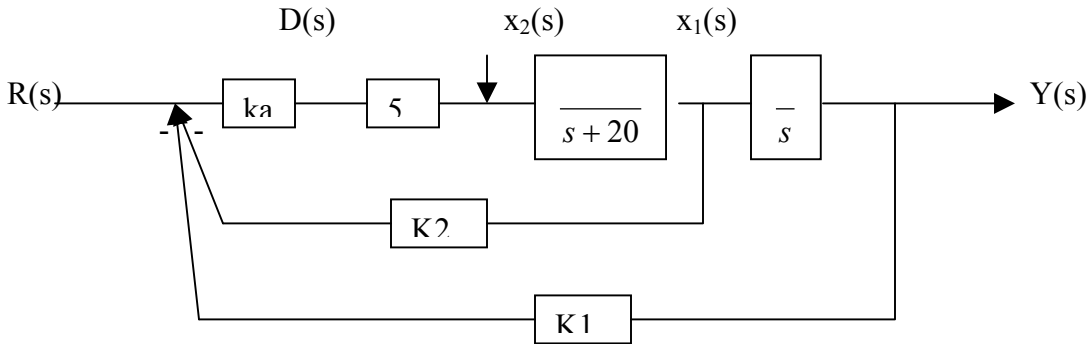 D(s) x₂(s) x₁(s)
R(s) ka 5 s + 20 s Y(s)
- -
K2
K1